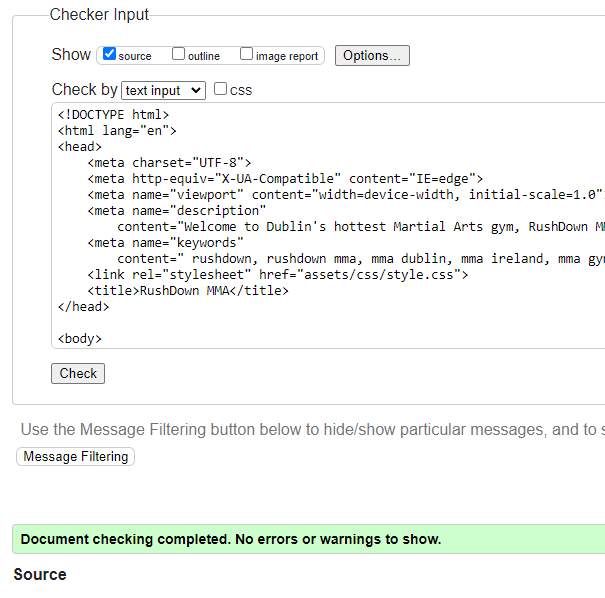 Checker Input
Show source outline image report Options...
Check by text input css
<!DOCTYPE html>
<html lang="en">
<head>
<meta charset="UTF-8">
<meta http-equiv="X-UA-Compatible" content="IE=edge">
<meta name="viewport" content="width=device-width, initial-scale=1.0"
<meta name="description"
content="Welcome to Dublin's hottest Martial Arts gym, RushDown
<meta name="keywords"
content=" rushdown, rushdown mma, mma dublin, mma ireland, mma
<link rel="stylesheet" href="assets/css/style.css">
<title>RushDown MMA</title>
</head>
<body>
Check
Use the Message Filtering button below to hide/show particular messages, and to
Message Filtering
Document checking completed. No errors or warnings to show.
Source